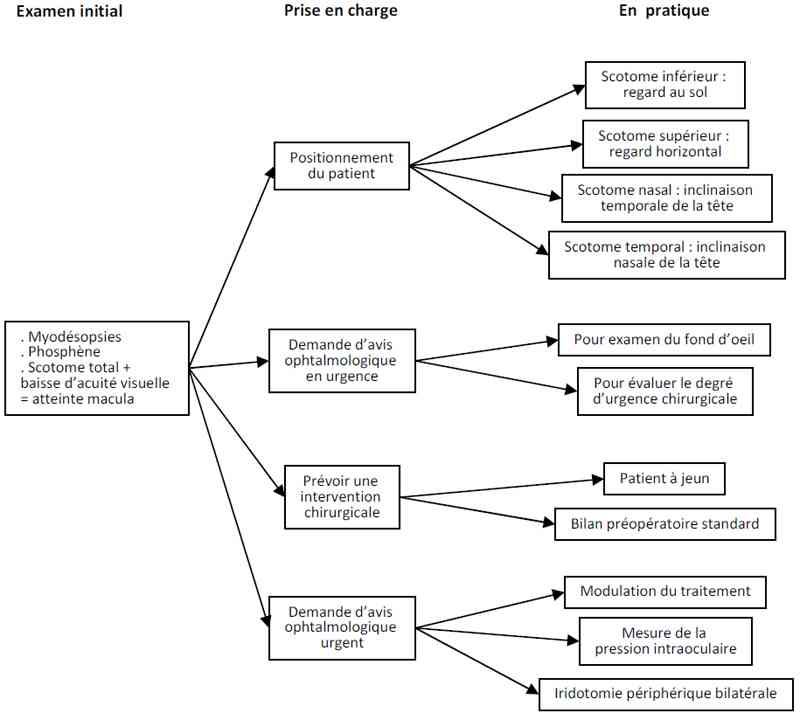 Examen initial
Prise en charge
En pratique
. Myodésopsies
. Phosphène
. Scotome total +
baisse d'acuité visuelle
= atteinte macula
Positionnement
du patient
Scotome inférieur :
regard au sol
Scotome supérieur :
regard horizontal
Scotome nasal : inclinaison
temporale de la tête
Scotome temporal : inclinaison
nasale de la tête
Demande d'avis
ophtalmologique
en urgence
Pour examen du fond d'oeil
Pour évaluer le degré
d'urgence chirurgicale
Prévoir une
intervention
chirurgicale
Patient à jeun
Bilan préopératoire standard
Demande d'avis
ophtalmologique
urgent
Modulation du traitement
Mesure de la
pression intraoculaire
Iridotomie périphérique bilatérale